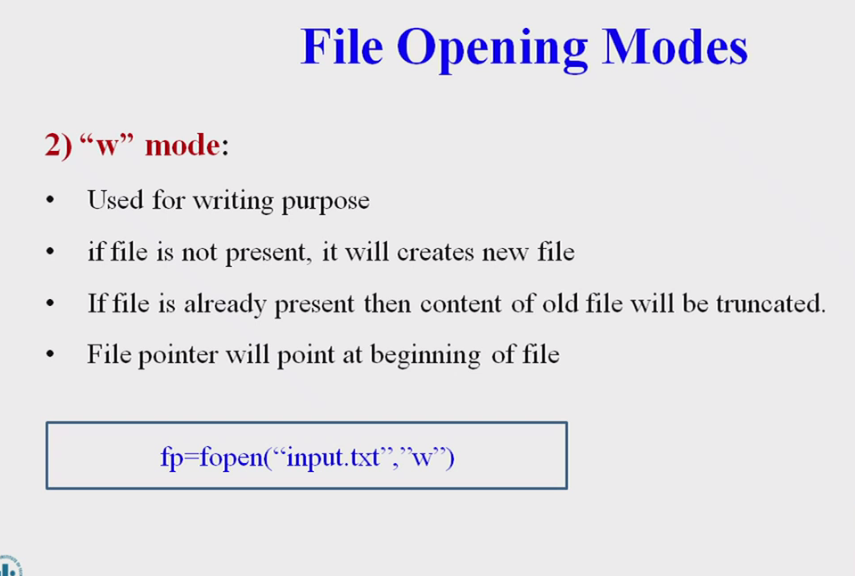 File Opening Modes
2) “w” mode:
• Used for writing purpose
• if file is not present, it will creates new file
• If file is already present then content of old file will be truncated.
• File pointer will point at beginning of file
fp=fopen(“input.txt”,”w”)